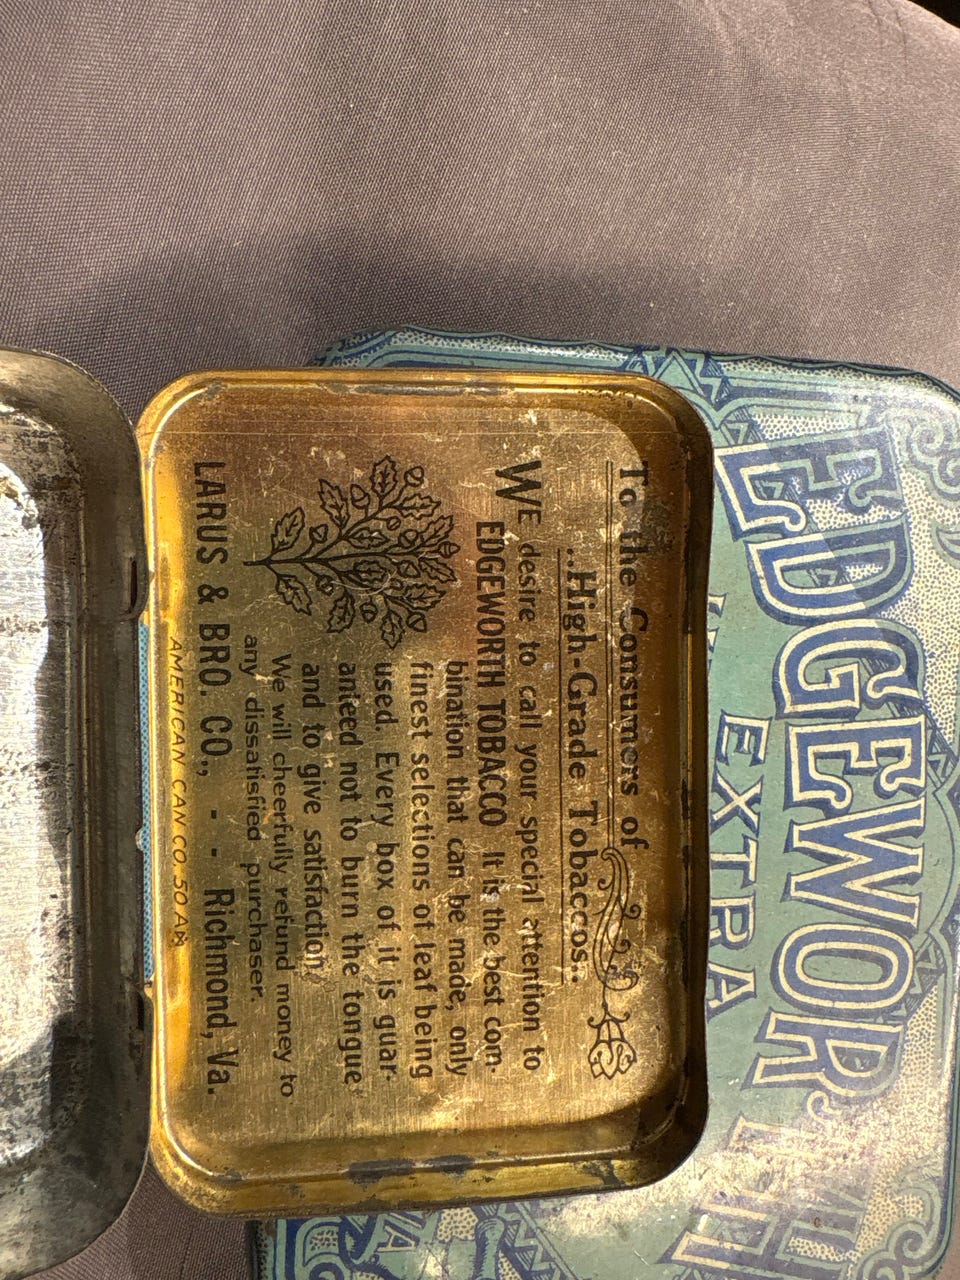 To the Consumers of
..High-Grade Tobaccos..
WE desire to call your special attention to
EDGEWORTH TOBACCO It is the best com-
bination that can be made, only
finest selections of leaf being
used. Every box of it is guar-
anteed not to burn the tongue
and to give satisfaction.
We will cheerfully refund money to
any dissatisfied purchaser.
LARUS & BRO. CO., - - Richmond, Va.
AMERICAN CAN CO. 50 AM
EDGEWORTH
EXTRA